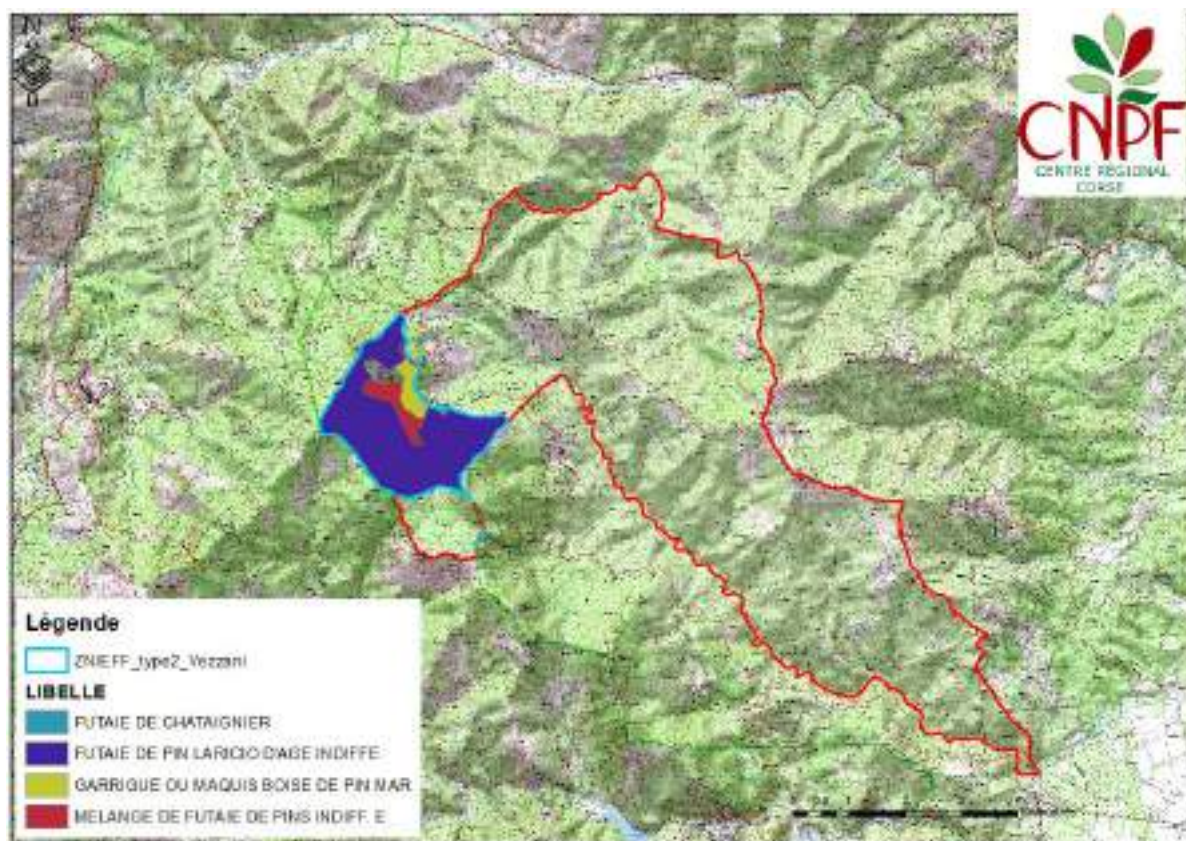 N
CNPF
CENTRE REGIONAL
CORSE
Légende
ZNIEFF_type2_Vezzani
LIBELLE
FUTAIE DE CHATAIGNIER
FUTAIE DE PIN LARICIO D'AGE INDIFFE
GARRIGUE OU MAQUIS BOISE DE PIN MAR
MELANGE DE FUTAIE DE PINS INDIFF. E